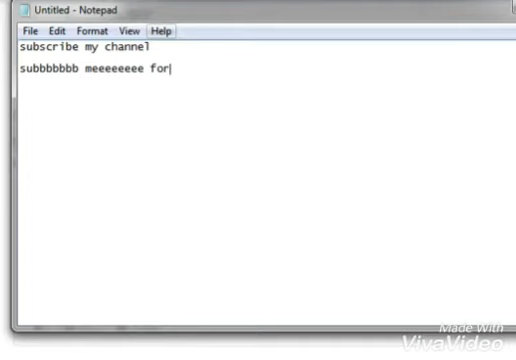 Untitled - Notepad
File Edit Format View Help
subscribe my channel
subbbbbbb meeeeeeee for
Made With
VivaVideo